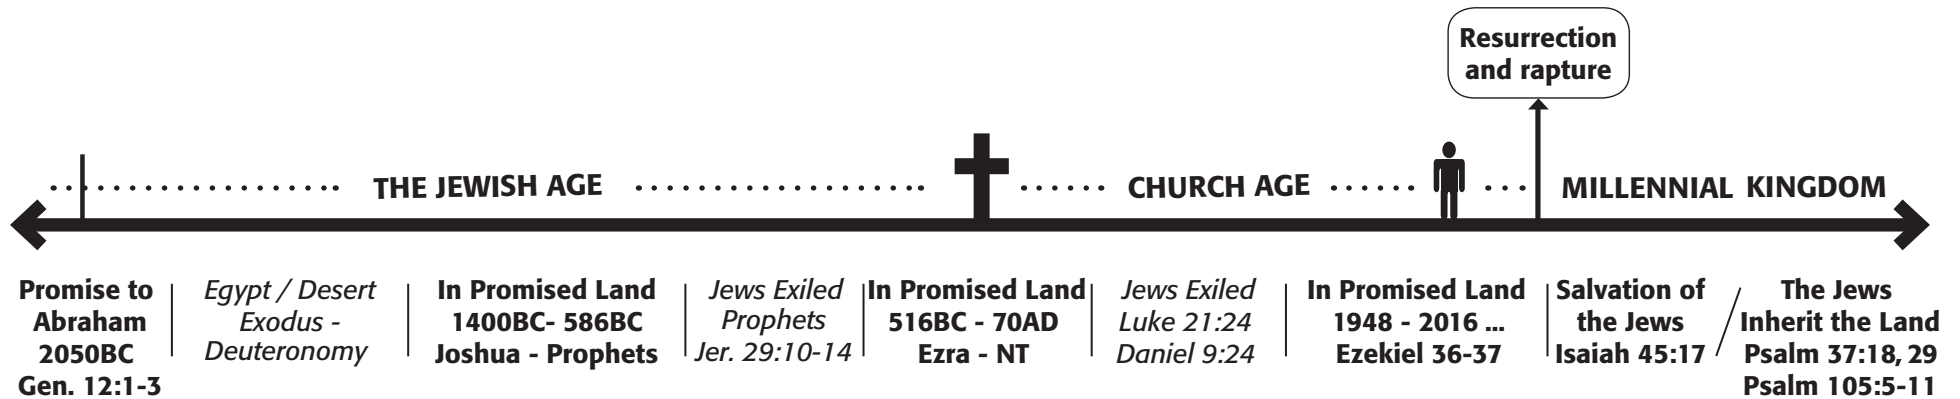 Resurrection
and rapture
THE JEWISH AGE
CHURCH AGE
MILLENNIAL KINGDOM
Promise to
Abraham
2050BC
Gen. 12:1-3
Egypt / Desert
Exodus -
Deuteronomy
In Promised Land
1400BC- 586BC
Joshua - Prophets
Jews Exiled
Prophets
Jer. 29:10-14
In Promised Land
516BC - 70AD
Ezra - NT
Jews Exiled
Luke 21:24
Daniel 9:24
In Promised Land
1948 - 2016 ...
Ezekiel 36-37
Salvation of
the Jews
Isaiah 45:17
The Jews
Inherit the Land
Psalm 37:18, 29
Psalm 105:5-11